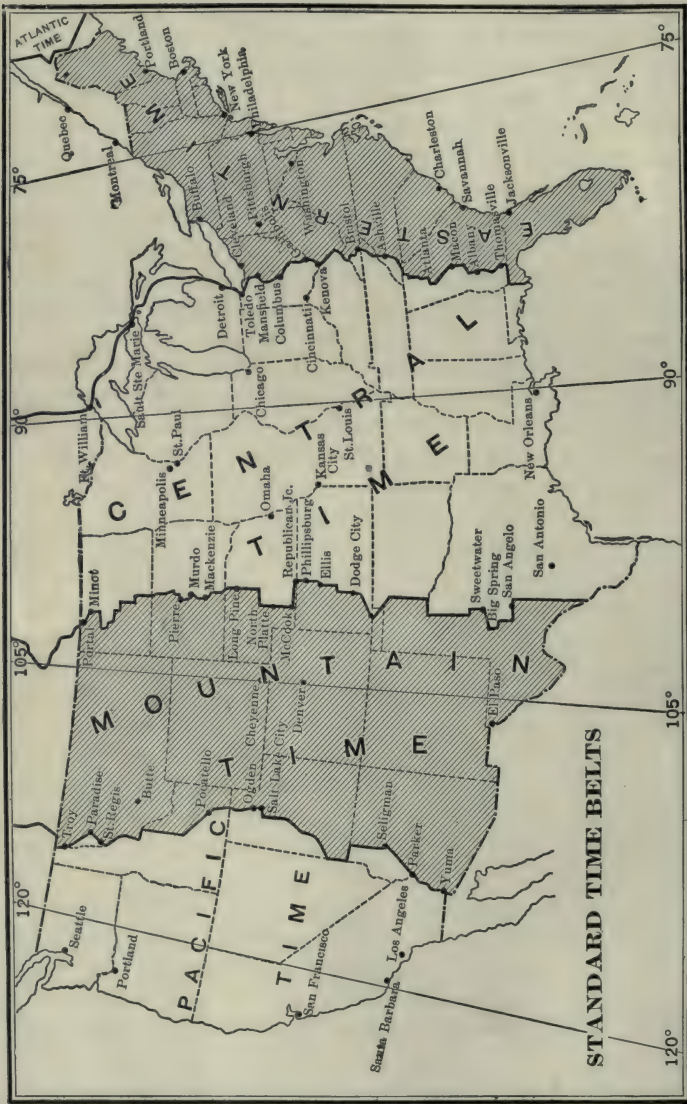 ATLANTIC TIME
75°
Quebec
Montreal
Portland
Boston
New York
Philadelphia
Buffalo
Cleveland
Pittsburgh
Washington
Bristol
Asheville
Charleston
Savannah
Atlanta
Macon
Albany
Thomasville
Jacksonville
EASTERN TIME
75°
90°
Sault Ste Marie
Detroit
Toledo
Mansfield
Columbus
Kenova
Cincinnati
Chicago
Ft. William
St. Paul
Minneapolis
Omaha
Kansas City
St. Louis
Republican Jc.
Phillipsburg
Ellis
Dodge City
Murdo
Mackenzie
Minot
New Orleans
Sweetwater
Big Spring
San Angelo
San Antonio
CENTRAL TIME
90°
105°
Portal
Pierre
Long Pine
North Platte
McCook
Cheyenne
Denver
El Paso
Troy
Paradise
St. Regis
Butte
Pocatello
Ogden
Salt Lake City
Seligman
Parker
Yuma
MOUNTAIN TIME
105°
120°
Seattle
Portland
San Francisco
Los Angeles
Santa Barbara
PACIFIC TIME
120°
STANDARD TIME BELTS